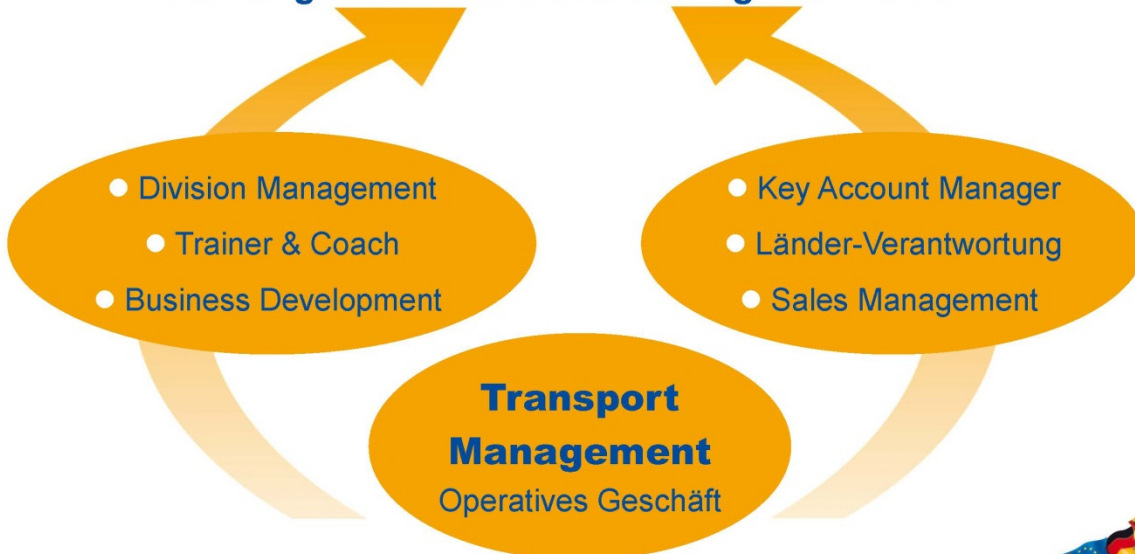 • Division Management
• Trainer & Coach
• Business Development
• Key Account Manager
• Länder-Verantwortung
• Sales Management
Transport
Management
Operatives Geschäft